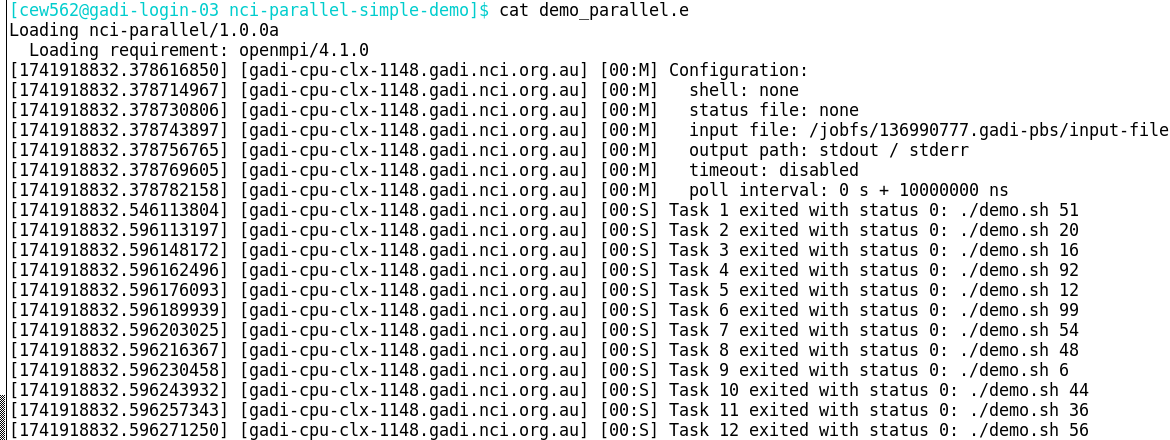 [cew562@gadi-login-03 nci-parallel-simple-demo]$ cat demo_parallel.e
Loading nci-parallel/1.0.0a
  Loading requirement: openmpi/4.1.0
[1741918832.378616850] [gadi-cpu-clx-1148.gadi.nci.org.au] [00:M] Configuration:
[1741918832.378714967] [gadi-cpu-clx-1148.gadi.nci.org.au] [00:M]   shell: none
[1741918832.378730806] [gadi-cpu-clx-1148.gadi.nci.org.au] [00:M]   status file: none
[1741918832.378743897] [gadi-cpu-clx-1148.gadi.nci.org.au] [00:M]   input file: /jobfs/136990777.gadi-pbs/input-file
[1741918832.378756765] [gadi-cpu-clx-1148.gadi.nci.org.au] [00:M]   output path: stdout / stderr
[1741918832.378769605] [gadi-cpu-clx-1148.gadi.nci.org.au] [00:M]   timeout: disabled
[1741918832.378782158] [gadi-cpu-clx-1148.gadi.nci.org.au] [00:M]   poll interval: 0 s + 10000000 ns
[1741918832.546113804] [gadi-cpu-clx-1148.gadi.nci.org.au] [00:S] Task 1 exited with status 0: ./demo.sh 51
[1741918832.596113197] [gadi-cpu-clx-1148.gadi.nci.org.au] [00:S] Task 2 exited with status 0: ./demo.sh 20
[1741918832.596148172] [gadi-cpu-clx-1148.gadi.nci.org.au] [00:S] Task 3 exited with status 0: ./demo.sh 16
[1741918832.596162496] [gadi-cpu-clx-1148.gadi.nci.org.au] [00:S] Task 4 exited with status 0: ./demo.sh 92
[1741918832.596176093] [gadi-cpu-clx-1148.gadi.nci.org.au] [00:S] Task 5 exited with status 0: ./demo.sh 12
[1741918832.596189939] [gadi-cpu-clx-1148.gadi.nci.org.au] [00:S] Task 6 exited with status 0: ./demo.sh 99
[1741918832.596203025] [gadi-cpu-clx-1148.gadi.nci.org.au] [00:S] Task 7 exited with status 0: ./demo.sh 54
[1741918832.596216367] [gadi-cpu-clx-1148.gadi.nci.org.au] [00:S] Task 8 exited with status 0: ./demo.sh 48
[1741918832.596230458] [gadi-cpu-clx-1148.gadi.nci.org.au] [00:S] Task 9 exited with status 0: ./demo.sh 6
[1741918832.596243932] [gadi-cpu-clx-1148.gadi.nci.org.au] [00:S] Task 10 exited with status 0: ./demo.sh 44
[1741918832.596257343] [gadi-cpu-clx-1148.gadi.nci.org.au] [00:S] Task 11 exited with status 0: ./demo.sh 36
[1741918832.596271250] [gadi-cpu-clx-1148.gadi.nci.org.au] [00:S] Task 12 exited with status 0: ./demo.sh 56